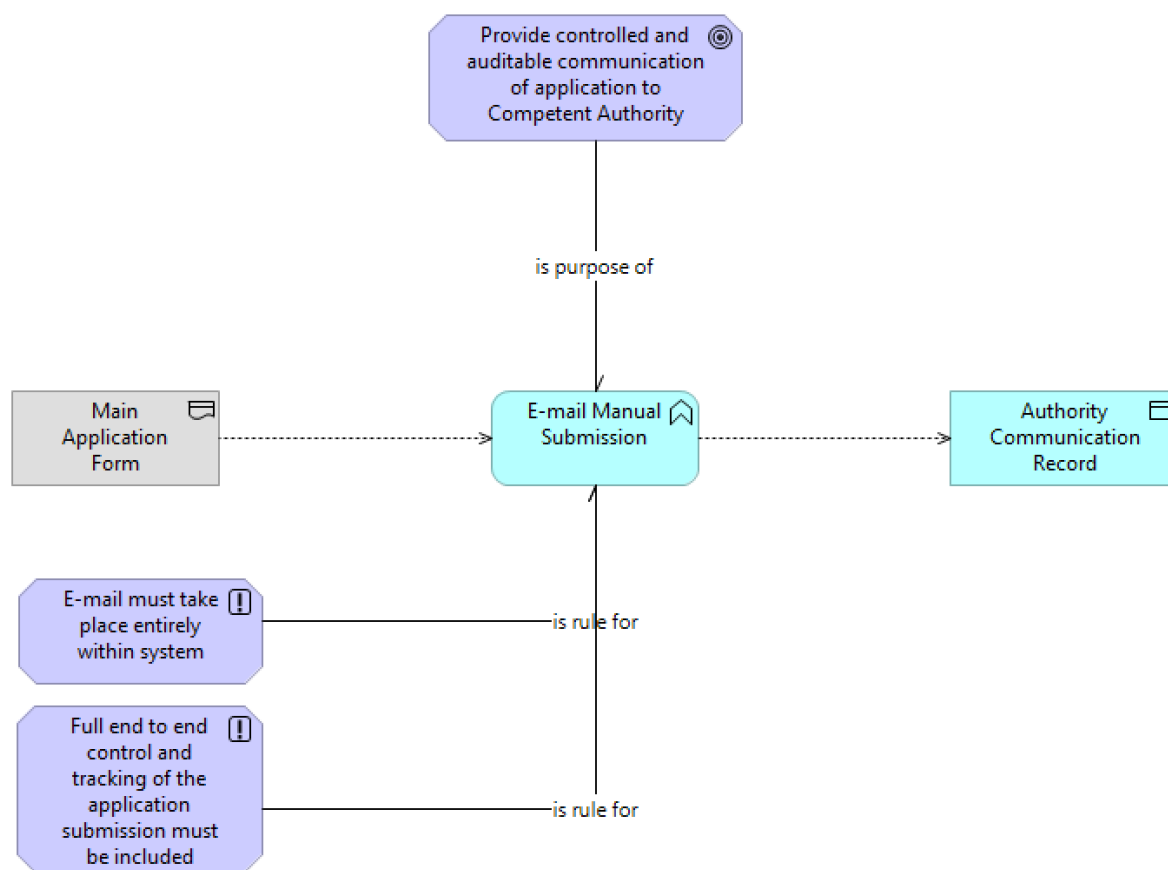 Provide controlled and
auditable communication
of application to
Competent Authority
is purpose of
Main
Application
Form
E-mail Manual
Submission
Authority
Communication
Record
E-mail must take
place entirely
within system
is rule for
Full end to end
control and
tracking of the
application
submission must
be included
is rule for